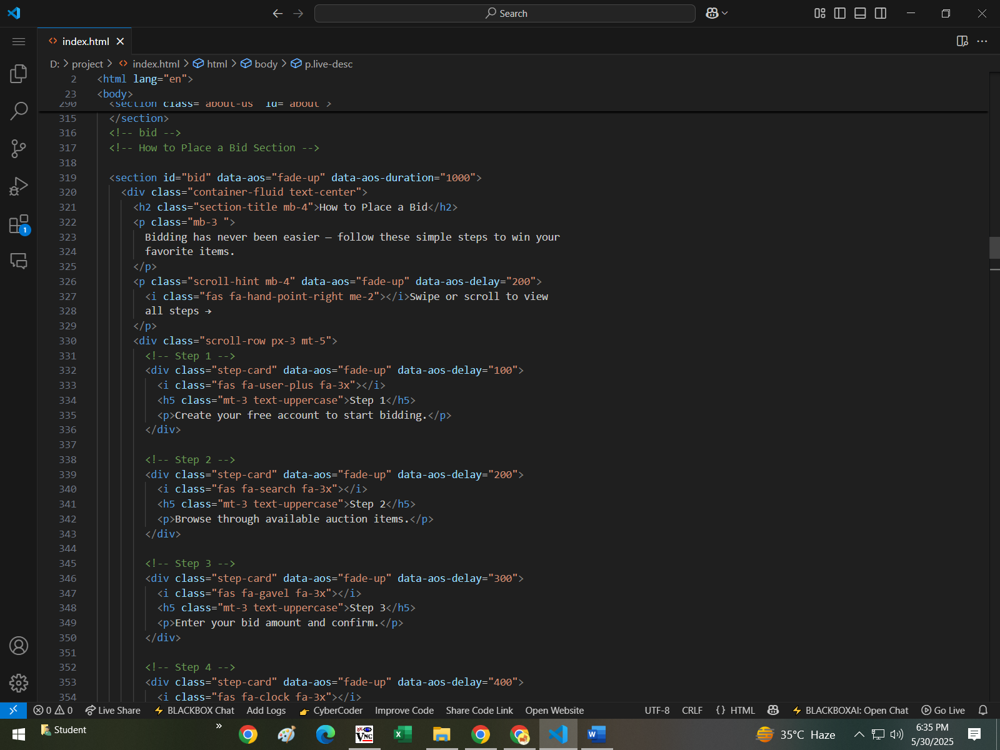 Search
index.html
D: > project > index.html > html > body > p.live-desc
2 <html lang="en">
23 <body>
290 <section class="about-us" id="about">
315 </section>
316 <!-- bid -->
317 <!-- How to Place a Bid Section -->
318
319 <section id="bid" data-aos="fade-up" data-aos-duration="1000">
320 <div class="container-fluid text-center">
321 <h2 class="section-title mb-4">How to Place a Bid</h2>
322 <p class="mb-3 ">
323 Bidding has never been easier — follow these simple steps to win your
324 favorite items.
325 </p>
326 <p class="scroll-hint mb-4" data-aos="fade-up" data-aos-delay="200">
327 <i class="fas fa-hand-point-right me-2"></i>Swipe or scroll to view
328 all steps →
329 </p>
330 <div class="scroll-row px-3 mt-5">
331 <!-- Step 1 -->
332 <div class="step-card" data-aos="fade-up" data-aos-delay="100">
333 <i class="fas fa-user-plus fa-3x"></i>
334 <h5 class="mt-3 text-uppercase">Step 1</h5>
335 <p>Create your free account to start bidding.</p>
336 </div>
337
338 <!-- Step 2 -->
339 <div class="step-card" data-aos="fade-up" data-aos-delay="200">
340 <i class="fas fa-search fa-3x"></i>
341 <h5 class="mt-3 text-uppercase">Step 2</h5>
342 <p>Browse through available auction items.</p>
343 </div>
344
345 <!-- Step 3 -->
346 <div class="step-card" data-aos="fade-up" data-aos-delay="300">
347 <i class="fas fa-gavel fa-3x"></i>
348 <h5 class="mt-3 text-uppercase">Step 3</h5>
349 <p>Enter your bid amount and confirm.</p>
350 </div>
351
352 <!-- Step 4 -->
353 <div class="step-card" data-aos="fade-up" data-aos-delay="400">
354 <i class="fas fa-clock fa-3x"></i>
1
0 0 Live Share BLACKBOX Chat Add Logs CyberCoder Improve Code Share Code Link Open Website UTF-8 CRLF {} HTML BLACKBOXAI: Open Chat Go Live
Student » VNC 35°C Haze 6:35 PM
5/30/2025